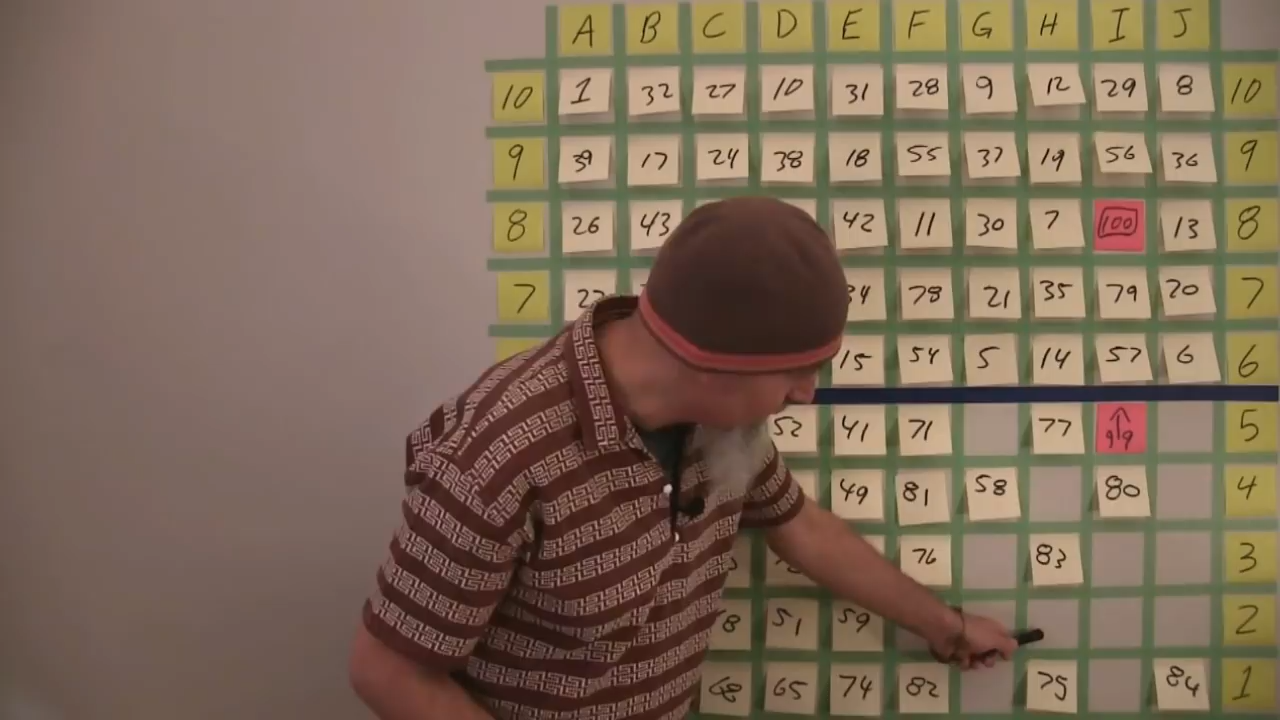 A B C D E F G H I J
10 1 32 27 10 31 28 9 12 29 8 10
9 39 17 24 38 18 55 37 19 56 36 9
8 26 43 42 11 30 7 100 13 8
7 78 21 35 79 20 7
15 54 5 14 57 6 6
52 41 71 77 99 5
49 81 58 80 4
76 83 3
51 59 2
68 65 74 82 75 84 1